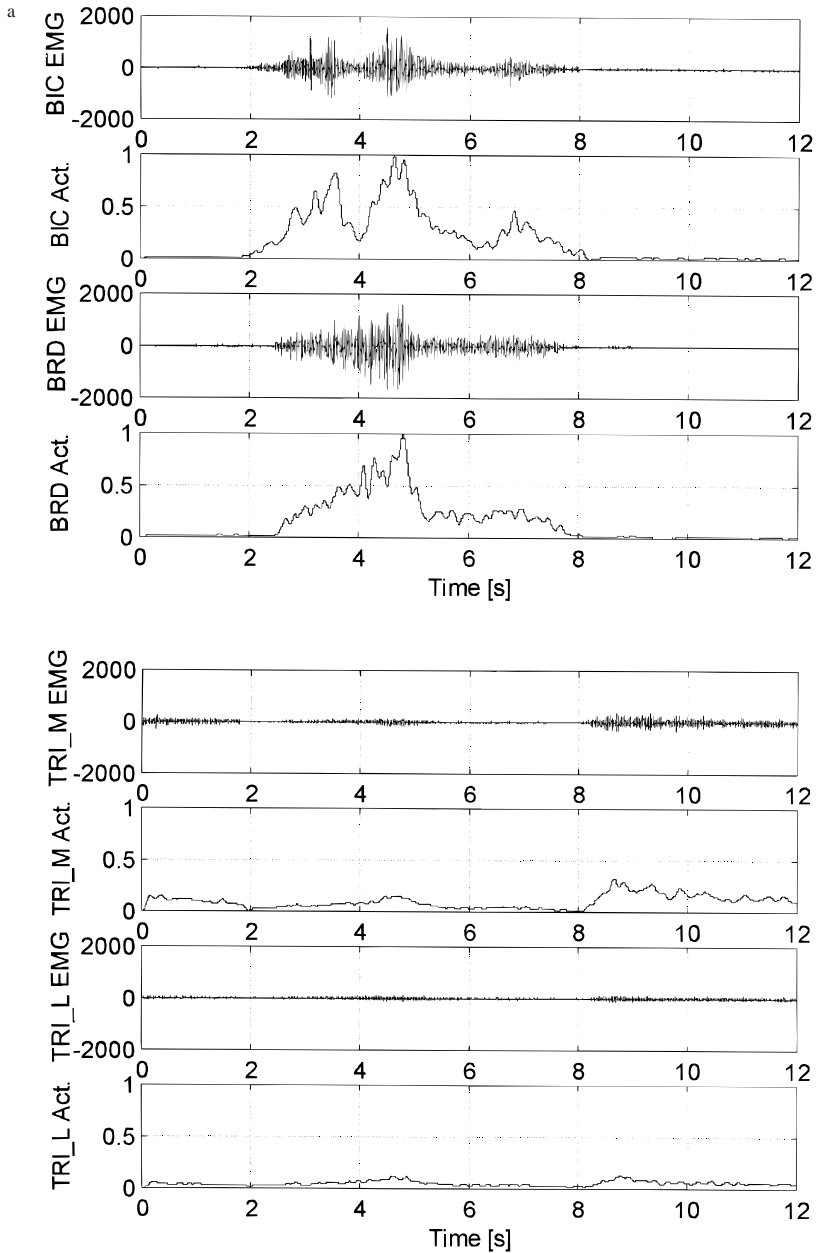 a
BIC EMG
2000
0
-2000
0 2 4 6 8 10 12
BIC Act.
1
0.5
0
0 2 4 6 8 10 12
BRD EMG
2000
0
-2000
0 2 4 6 8 10 12
BRD Act.
1
0.5
0
0 2 4 6 8 10 12
Time [s]
TRI_M EMG
2000
0
-2000
0 2 4 6 8 10 12
TRI_M Act.
1
0.5
0
0 2 4 6 8 10 12
TRI_L EMG
2000
0
-2000
0 2 4 6 8 10 12
TRI_L Act.
1
0.5
0
0 2 4 6 8 10 12
Time [s]